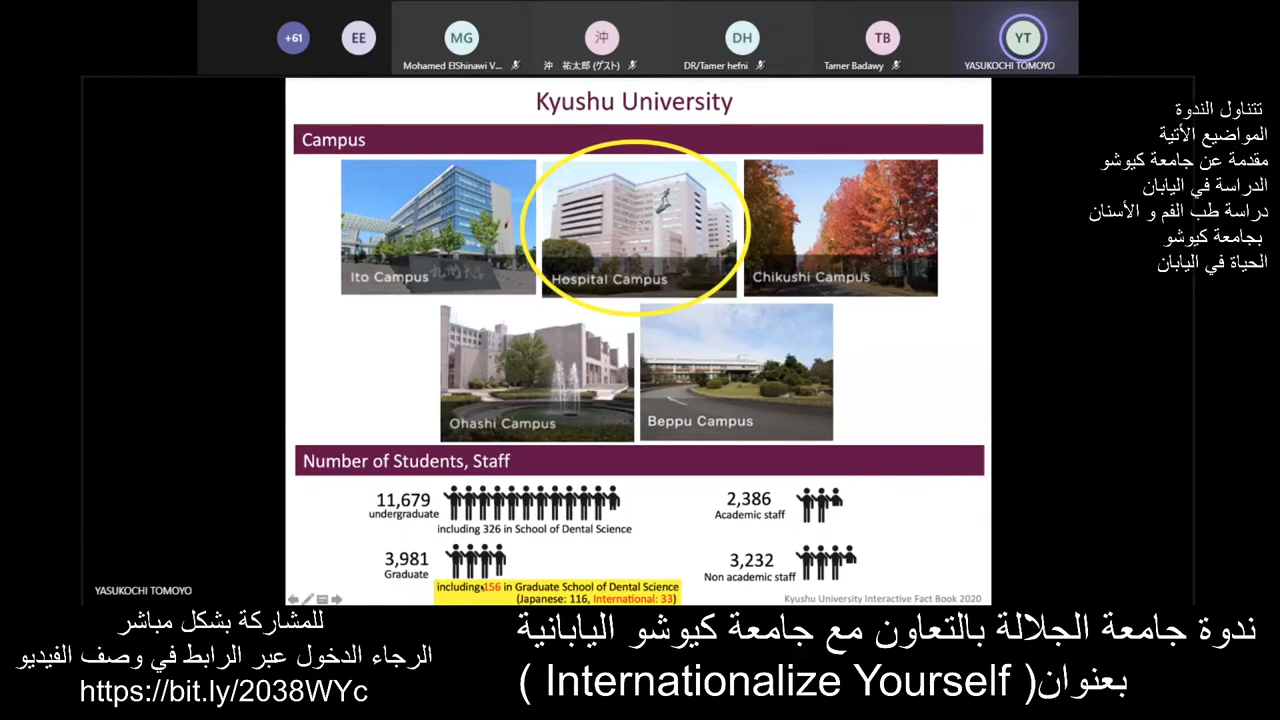 +61
EE
MG
沖
DH
TB
YT
Mohamed ElShinawi V...
沖 祐太郎 (ゲスト)
DR/Tamer hefni
Tamer Badawy
YASUKOCHI TOMOYO
Kyushu University
Campus
Ito Campus
Hospital Campus
Chikushi Campus
Ohashi Campus
Beppu Campus
Number of Students, Staff
11,679
undergraduate
including 326 in School of Dental Science
2,386
Academic staff
3,981
Graduate
including 156 in Graduate School of Dental Science
(Japanese: 116, International: 33)
3,232
Non academic staff
Kyushu University Interactive Fact Book 2020
تتناول الندوة
المواضيع الأتية
مقدمة عن جامعة كيوشو
الدراسة في اليابان
دراسة طب الفم و الأسنان
بجامعة كيوشو
الحياة في اليابان
YASUKOCHI TOMOYO
للمشاركة بشكل مباشر
الرجاء الدخول عبر الرابط في وصف الفيديو
https://bit.ly/2038WYc
ندوة جامعة الجلالة بالتعاون مع جامعة كيوشو اليابانية
بعنوان( Internationalize Yourself )